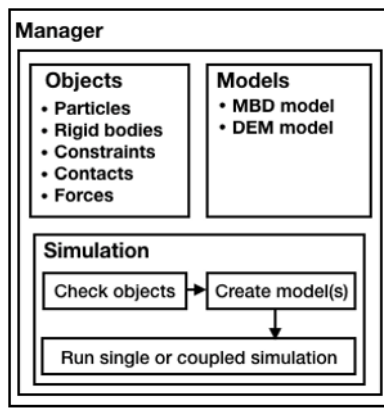 Manager
Objects
• Particles
• Rigid bodies
• Constraints
• Contacts
• Forces
Models
• MBD model
• DEM model
Simulation
Check objects
Create model(s)
Run single or coupled simulation